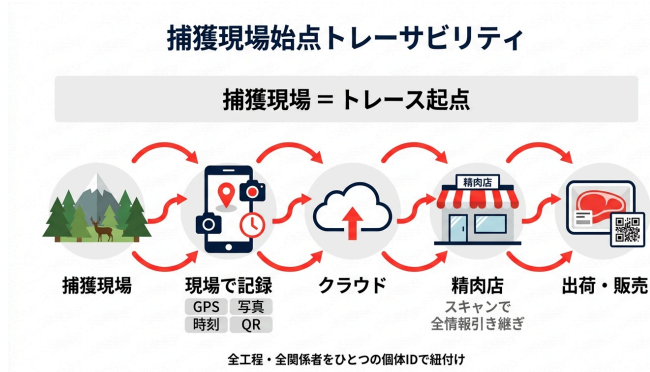 捕獲現場始点トレーサビリティ
捕獲現場 = トレース起点
精肉店
捕獲現場
現場で記録
クラウド
精肉店
出荷・販売
GPS 写真
時刻 QR
スキャンで
全情報引き継ぎ
全工程・全関係者をひとつの個体IDで紐付け